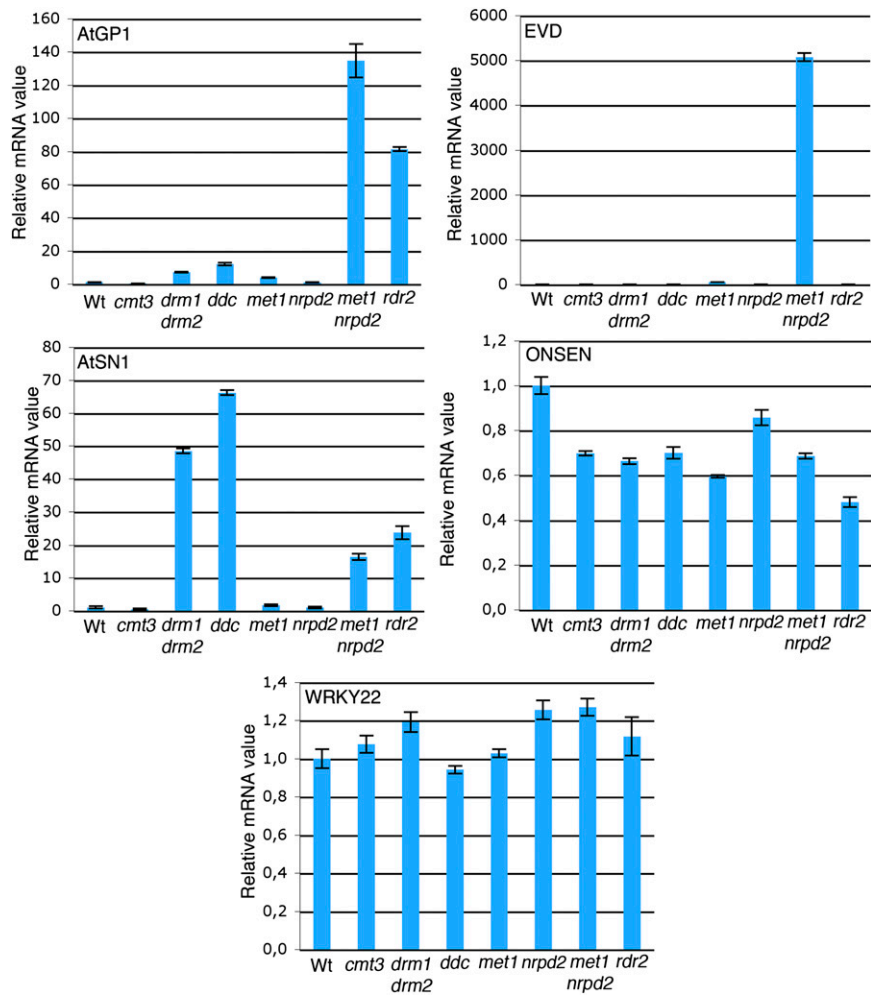 AtGP1
Relative mRNA value
160
140
120
100
80
60
40
20
0
Wt cmt3 drm1 ddc met1 nrpd2 met1 rdr2
drm2 nrpd2
EVD
Relative mRNA value
6000
5000
4000
3000
2000
1000
0
Wt cmt3 drm1 ddc met1 nrpd2 met1 rdr2
drm2 nrpd2
AtSN1
Relative mRNA value
80
70
60
50
40
30
20
10
0
Wt cmt3 drm1 ddc met1 nrpd2 met1 rdr2
drm2 nrpd2
ONSEN
Relative mRNA value
1,2
1,0
0,8
0,6
0,4
0,2
0,0
Wt cmt3 drm1 ddc met1 nrpd2 met1 rdr2
drm2 nrpd2
WRKY22
Relative mRNA value
1,4
1,2
1,0
0,8
0,6
0,4
0,2
0,0
Wt cmt3 drm1 ddc met1 nrpd2 met1 rdr2
drm2 nrpd2